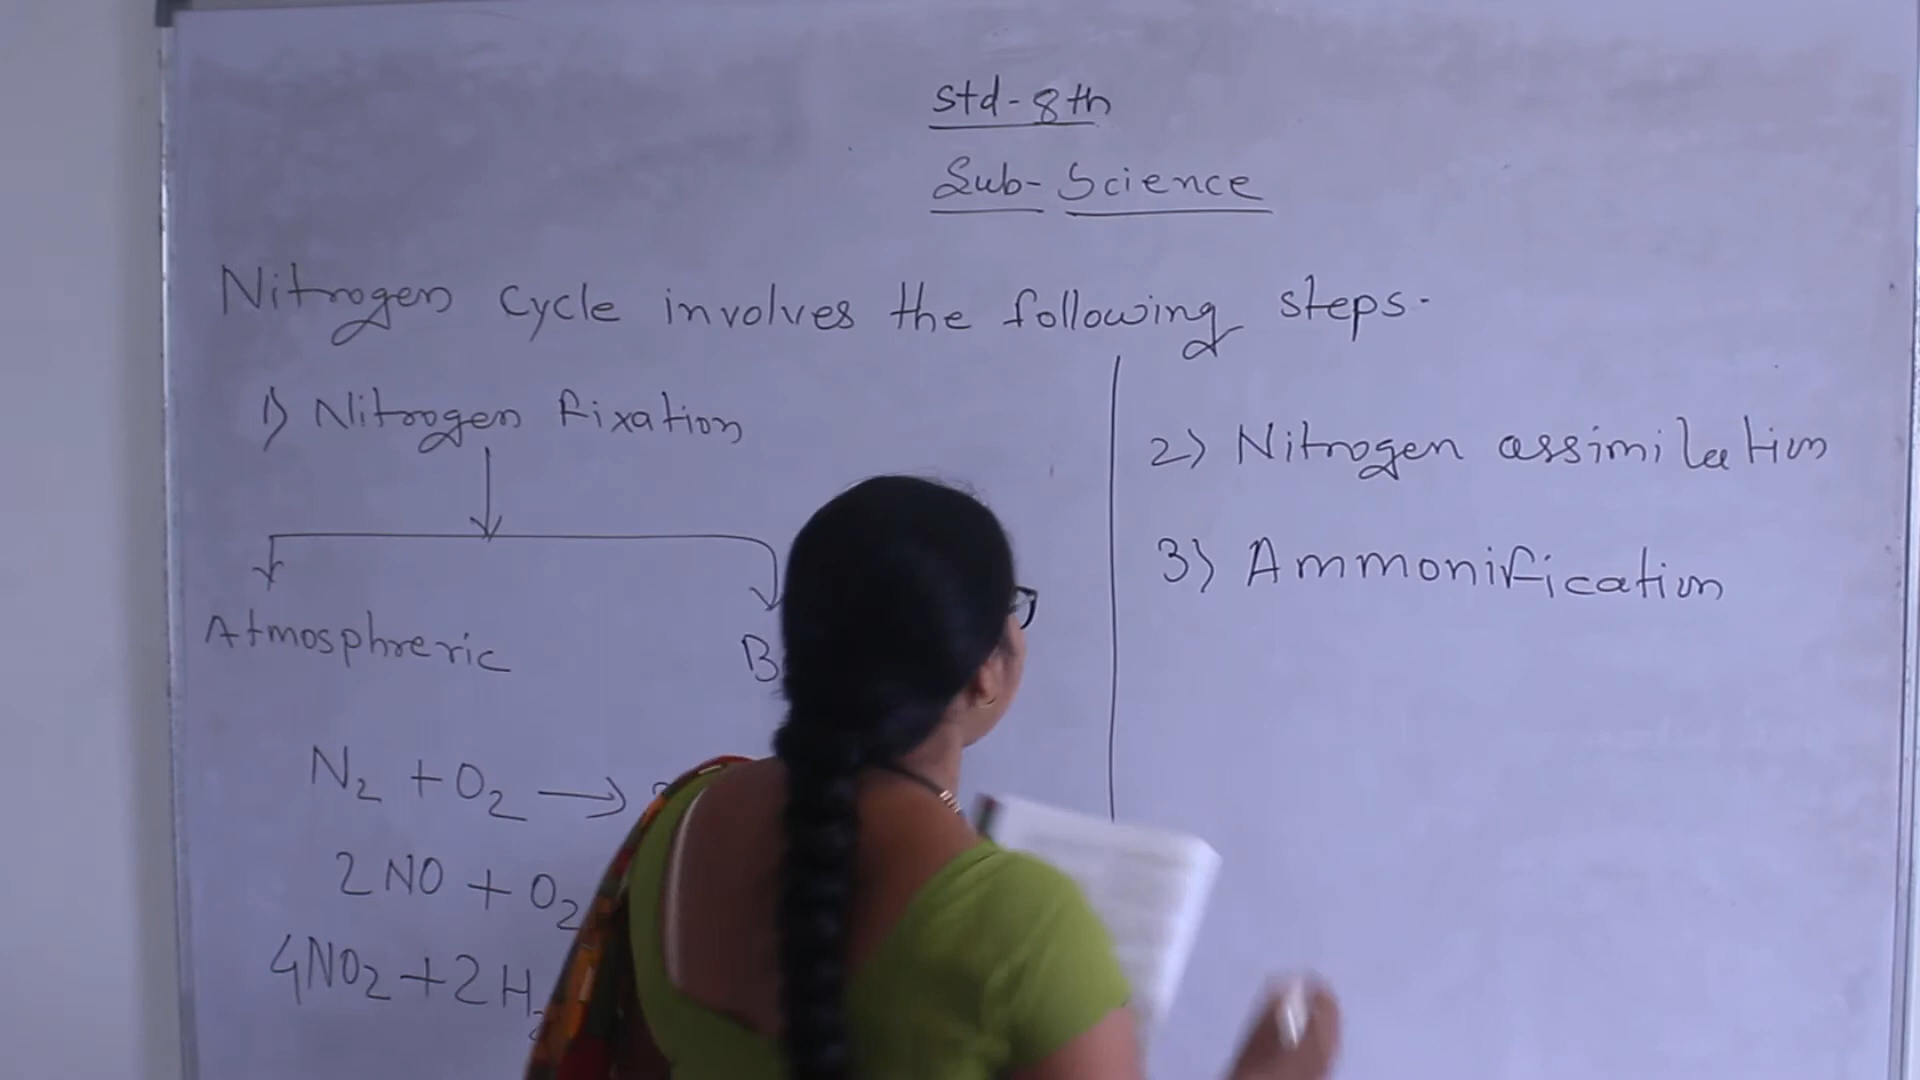 Std-8th
Sub-Science
Nitrogen cycle involves the following steps.
1) Nitrogen fixation
Atmosphreric
B
N2 + O2 →
2NO + O2
4NO2 + 2H
2) Nitrogen assimilation
3) Ammonification